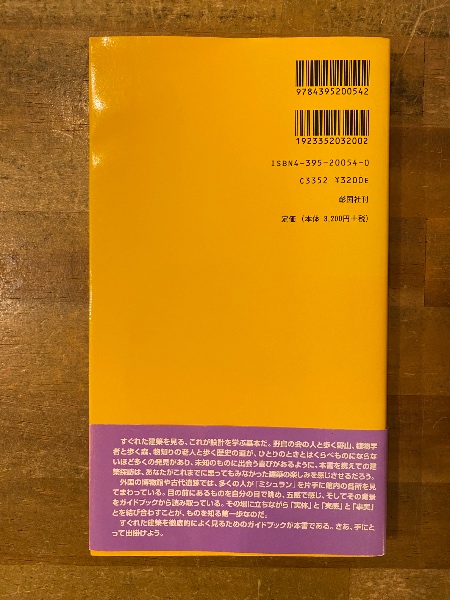 9784395200542
1923352032002
ISBN4-395-20054-0
C3352 ¥3200E
彰国社刊
定価 (本体 3,200円+税)
すぐれた建築を見る、これが設計を学ぶ基本だ。野鳥の会の人と歩く野山、植物学
者と歩く森、物知りの老人と歩く歴史の道が、ひとりのときとはくらべものにならな
いほど多くの発見があり、未知のものに出会う喜びがあるように、本書を携えての建
築探訪は、あなたがこれまでに思ってもみなかった建築の楽しみを感じさせるだろう。
外国の博物館や古代遺跡では、多くの人が「ミシュラン」を片手に館内の各所を見
てまわっている。目の前にあるものを自分の目で眺め、五感で感じ、そしてその背景
をガイドブックから読み取っている。その場に立ちながら「実体」と「実感」と「事実」
とを結び合わすことが、ものを知る第一歩なのだ。
すぐれた建築を徹底的によく見るためのガイドブックが本書である。さあ、手にと
って出掛けよう。